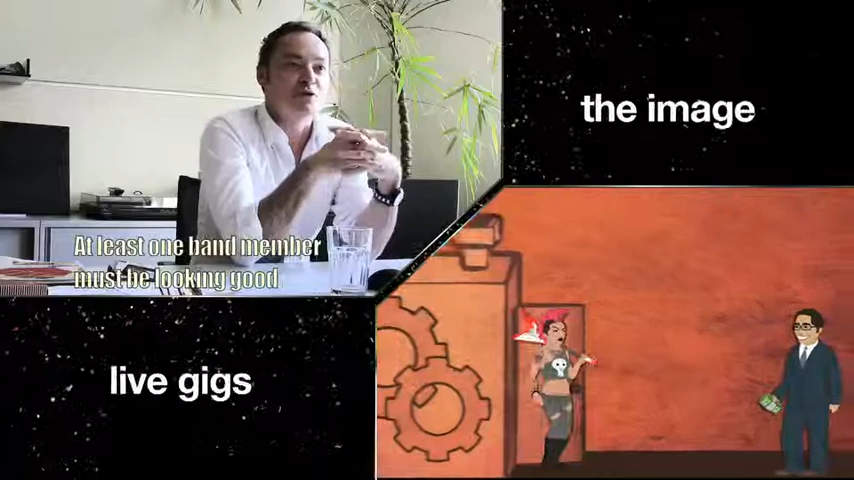 the image
At least one band member
must be looking good
live gigs